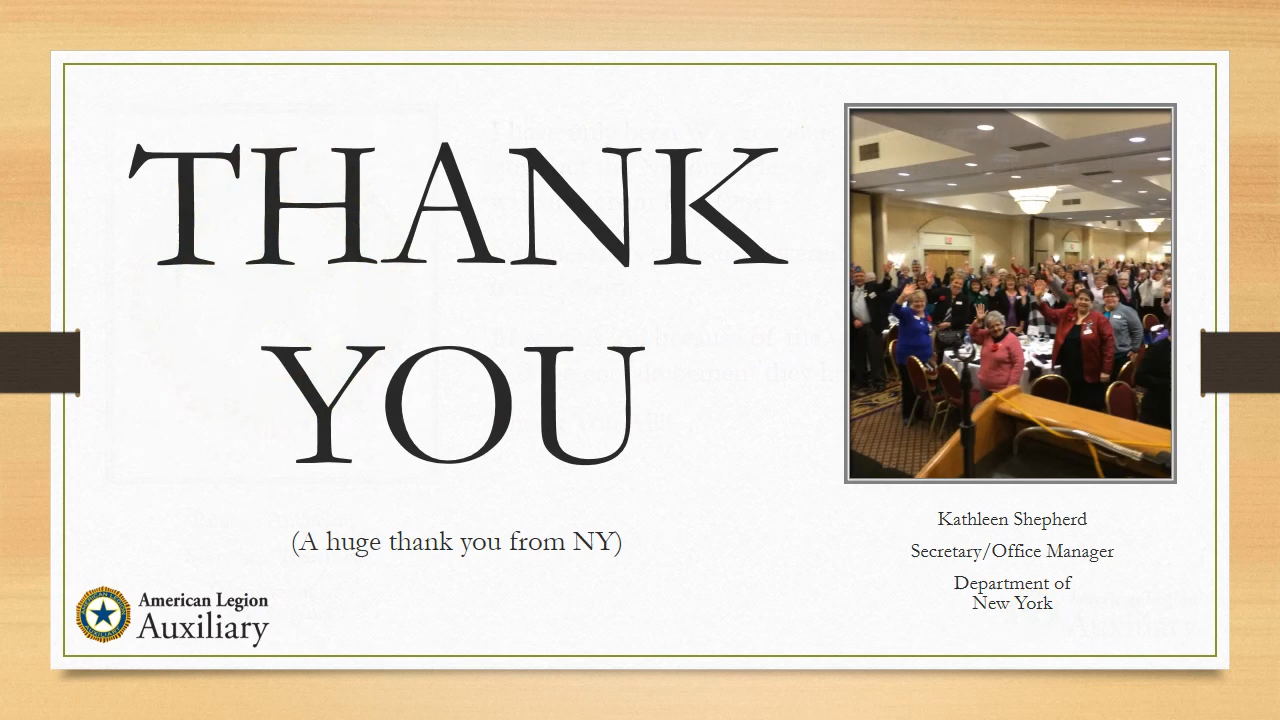 THANK
YOU
(A huge thank you from NY)
Kathleen Shepherd
Secretary/Office Manager
Department of
New York
American Legion
Auxiliary